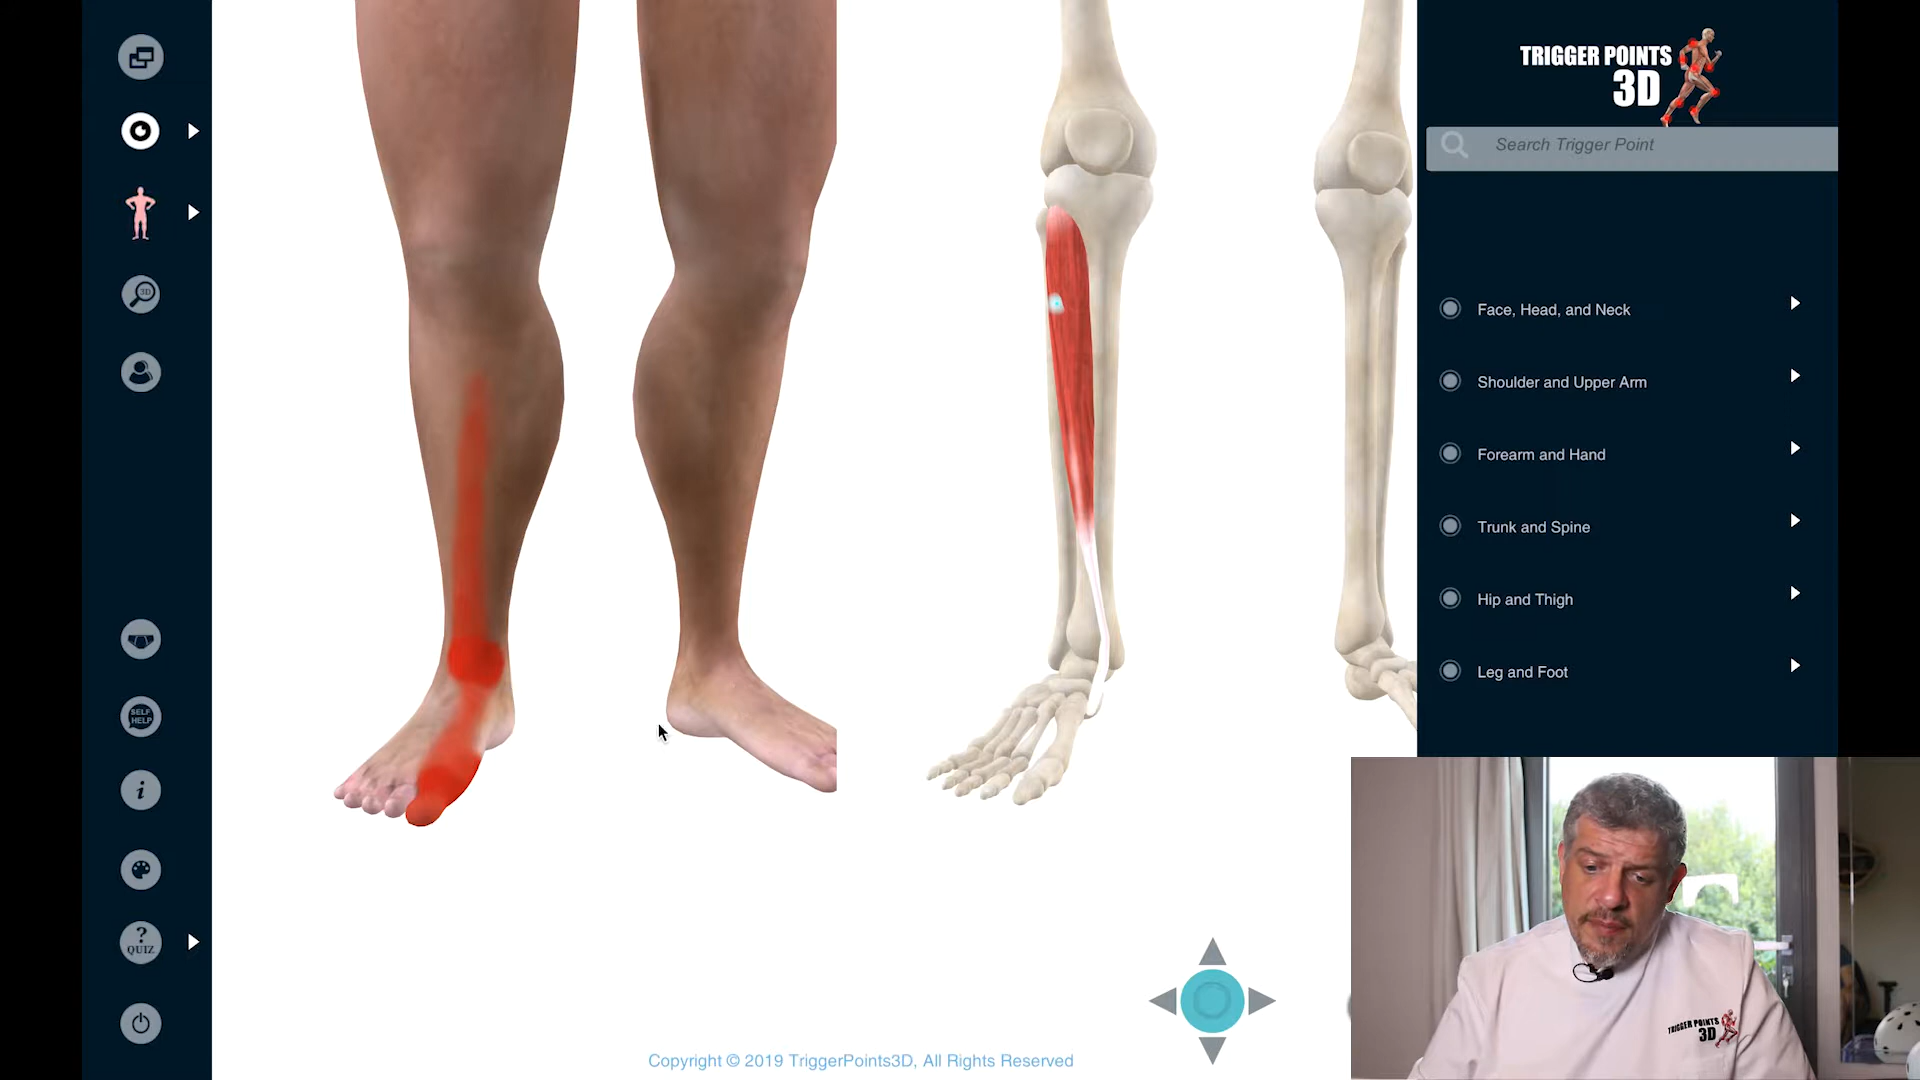 TRIGGER POINTS
3D
Search Trigger Point
Face, Head, and Neck
Shoulder and Upper Arm
Forearm and Hand
Trunk and Spine
Hip and Thigh
Leg and Foot
3D
SELF
HELP
i
?
QUIZ
Copyright © 2019 TriggerPoints3D, All Rights Reserved
TRIGGER POINTS
3D